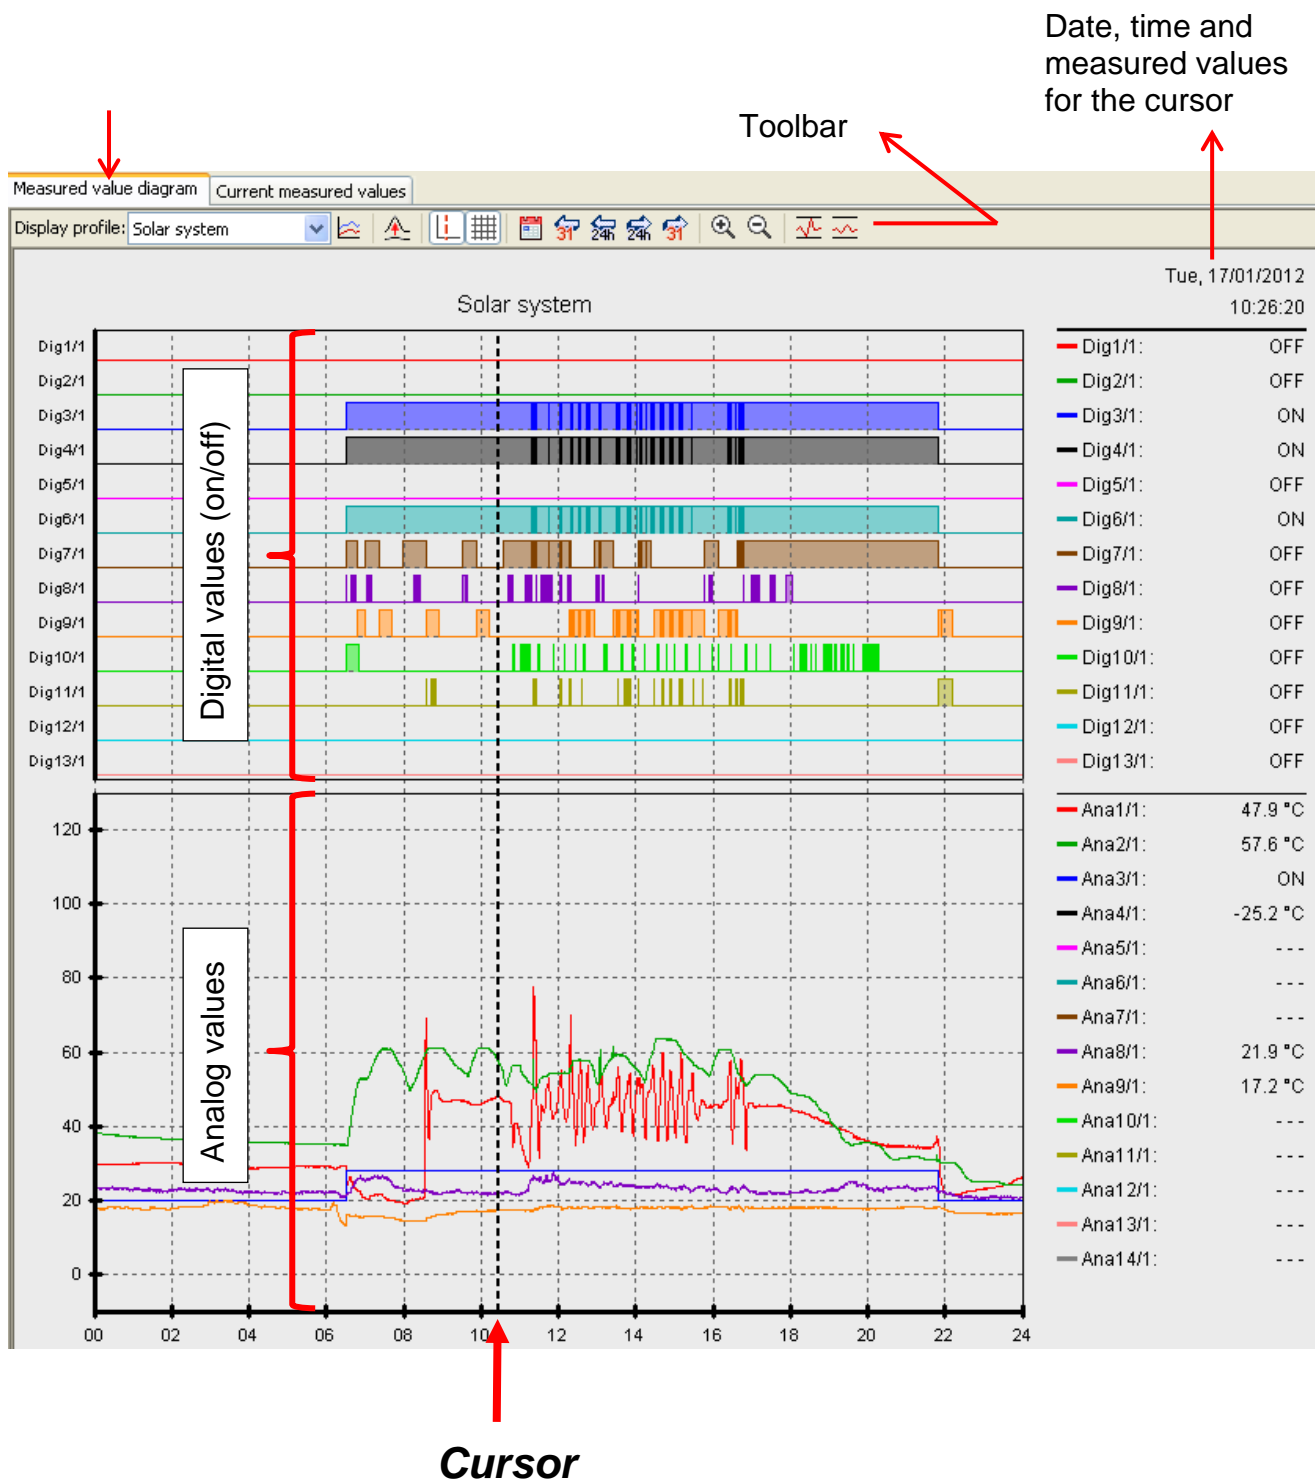 Date, time and
measured values
for the cursor
Toolbar
Measured value diagram
Current measured values
Display profile: Solar system
31 24h 24h 31
Tue, 17/01/2012
10:26:20
Solar system
Dig1/1
Dig2/1
Dig3/1
Dig4/1
Dig5/1
Dig6/1
Dig7/1
Dig8/1
Dig9/1
Dig10/1
Dig11/1
Dig12/1
Dig13/1
Digital values (on/off)
Dig1/1: OFF
Dig2/1: OFF
Dig3/1: ON
Dig4/1: ON
Dig5/1: OFF
Dig6/1: ON
Dig7/1: OFF
Dig8/1: OFF
Dig9/1: OFF
Dig10/1: OFF
Dig11/1: OFF
Dig12/1: OFF
Dig13/1: OFF
120
100
80
60
40
20
0
Analog values
Ana1/1: 47.9 °C
Ana2/1: 57.6 °C
Ana3/1: ON
Ana4/1: -25.2 °C
Ana5/1: - - -
Ana6/1: - - -
Ana7/1: - - -
Ana8/1: 21.9 °C
Ana9/1: 17.2 °C
Ana10/1: - - -
Ana11/1: - - -
Ana12/1: - - -
Ana13/1: - - -
Ana14/1: - - -
00 02 04 06 08 10 12 14 16 18 20 22 24
Cursor